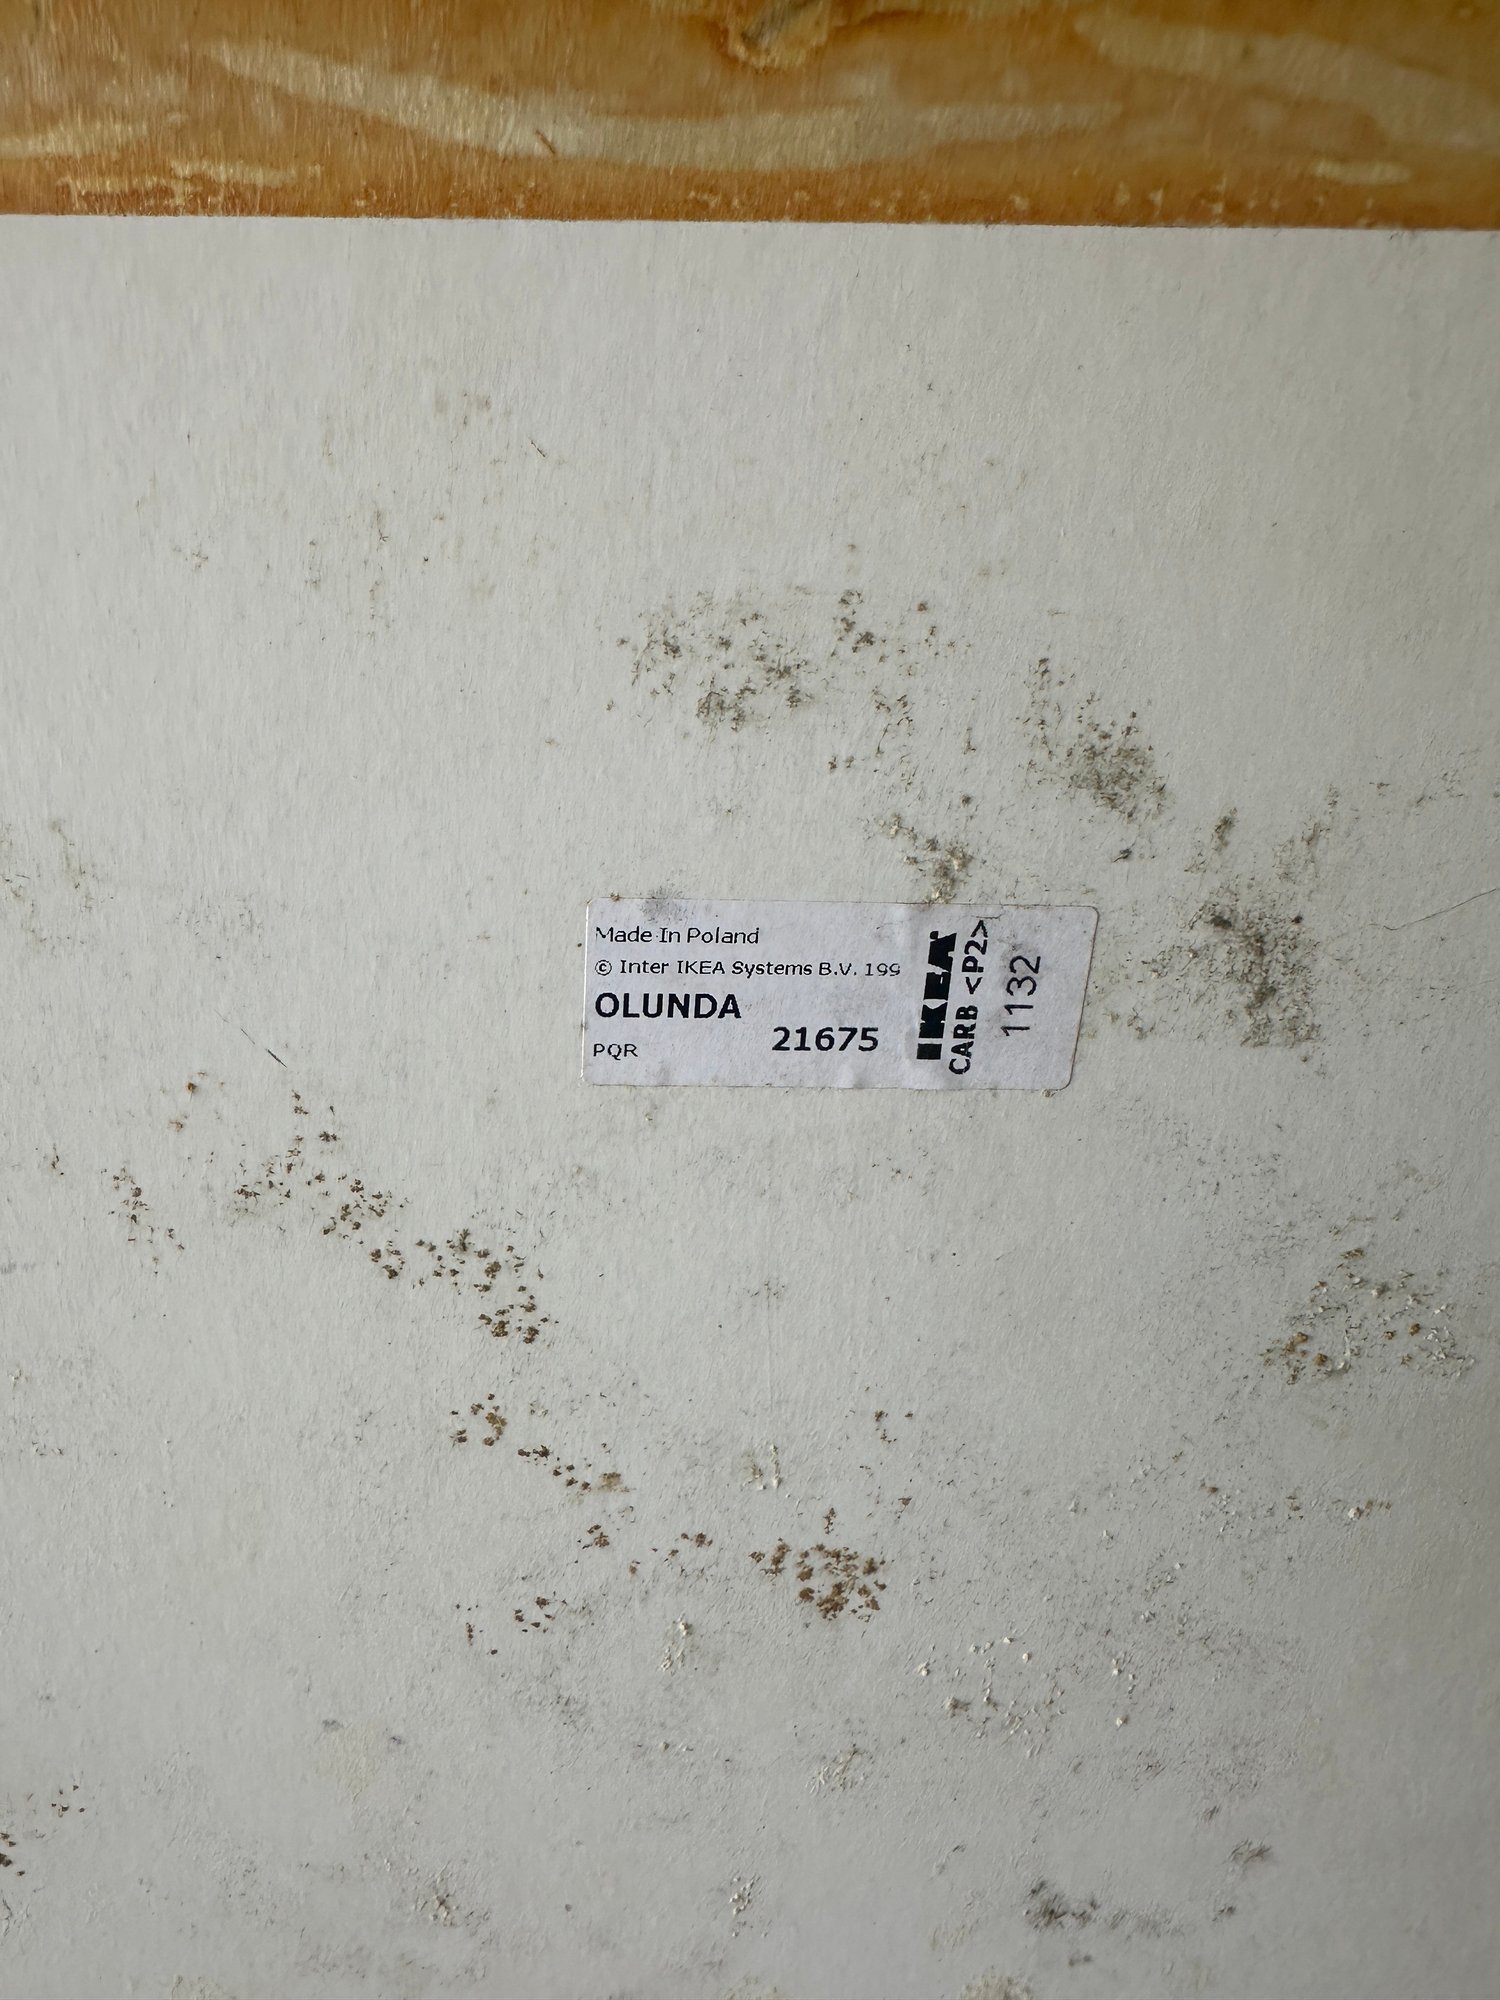 Made In Poland
© Inter IKEA Systems B.V. 199
OLUNDA
21675
PQR
IKEA
CARB <P2>
1132